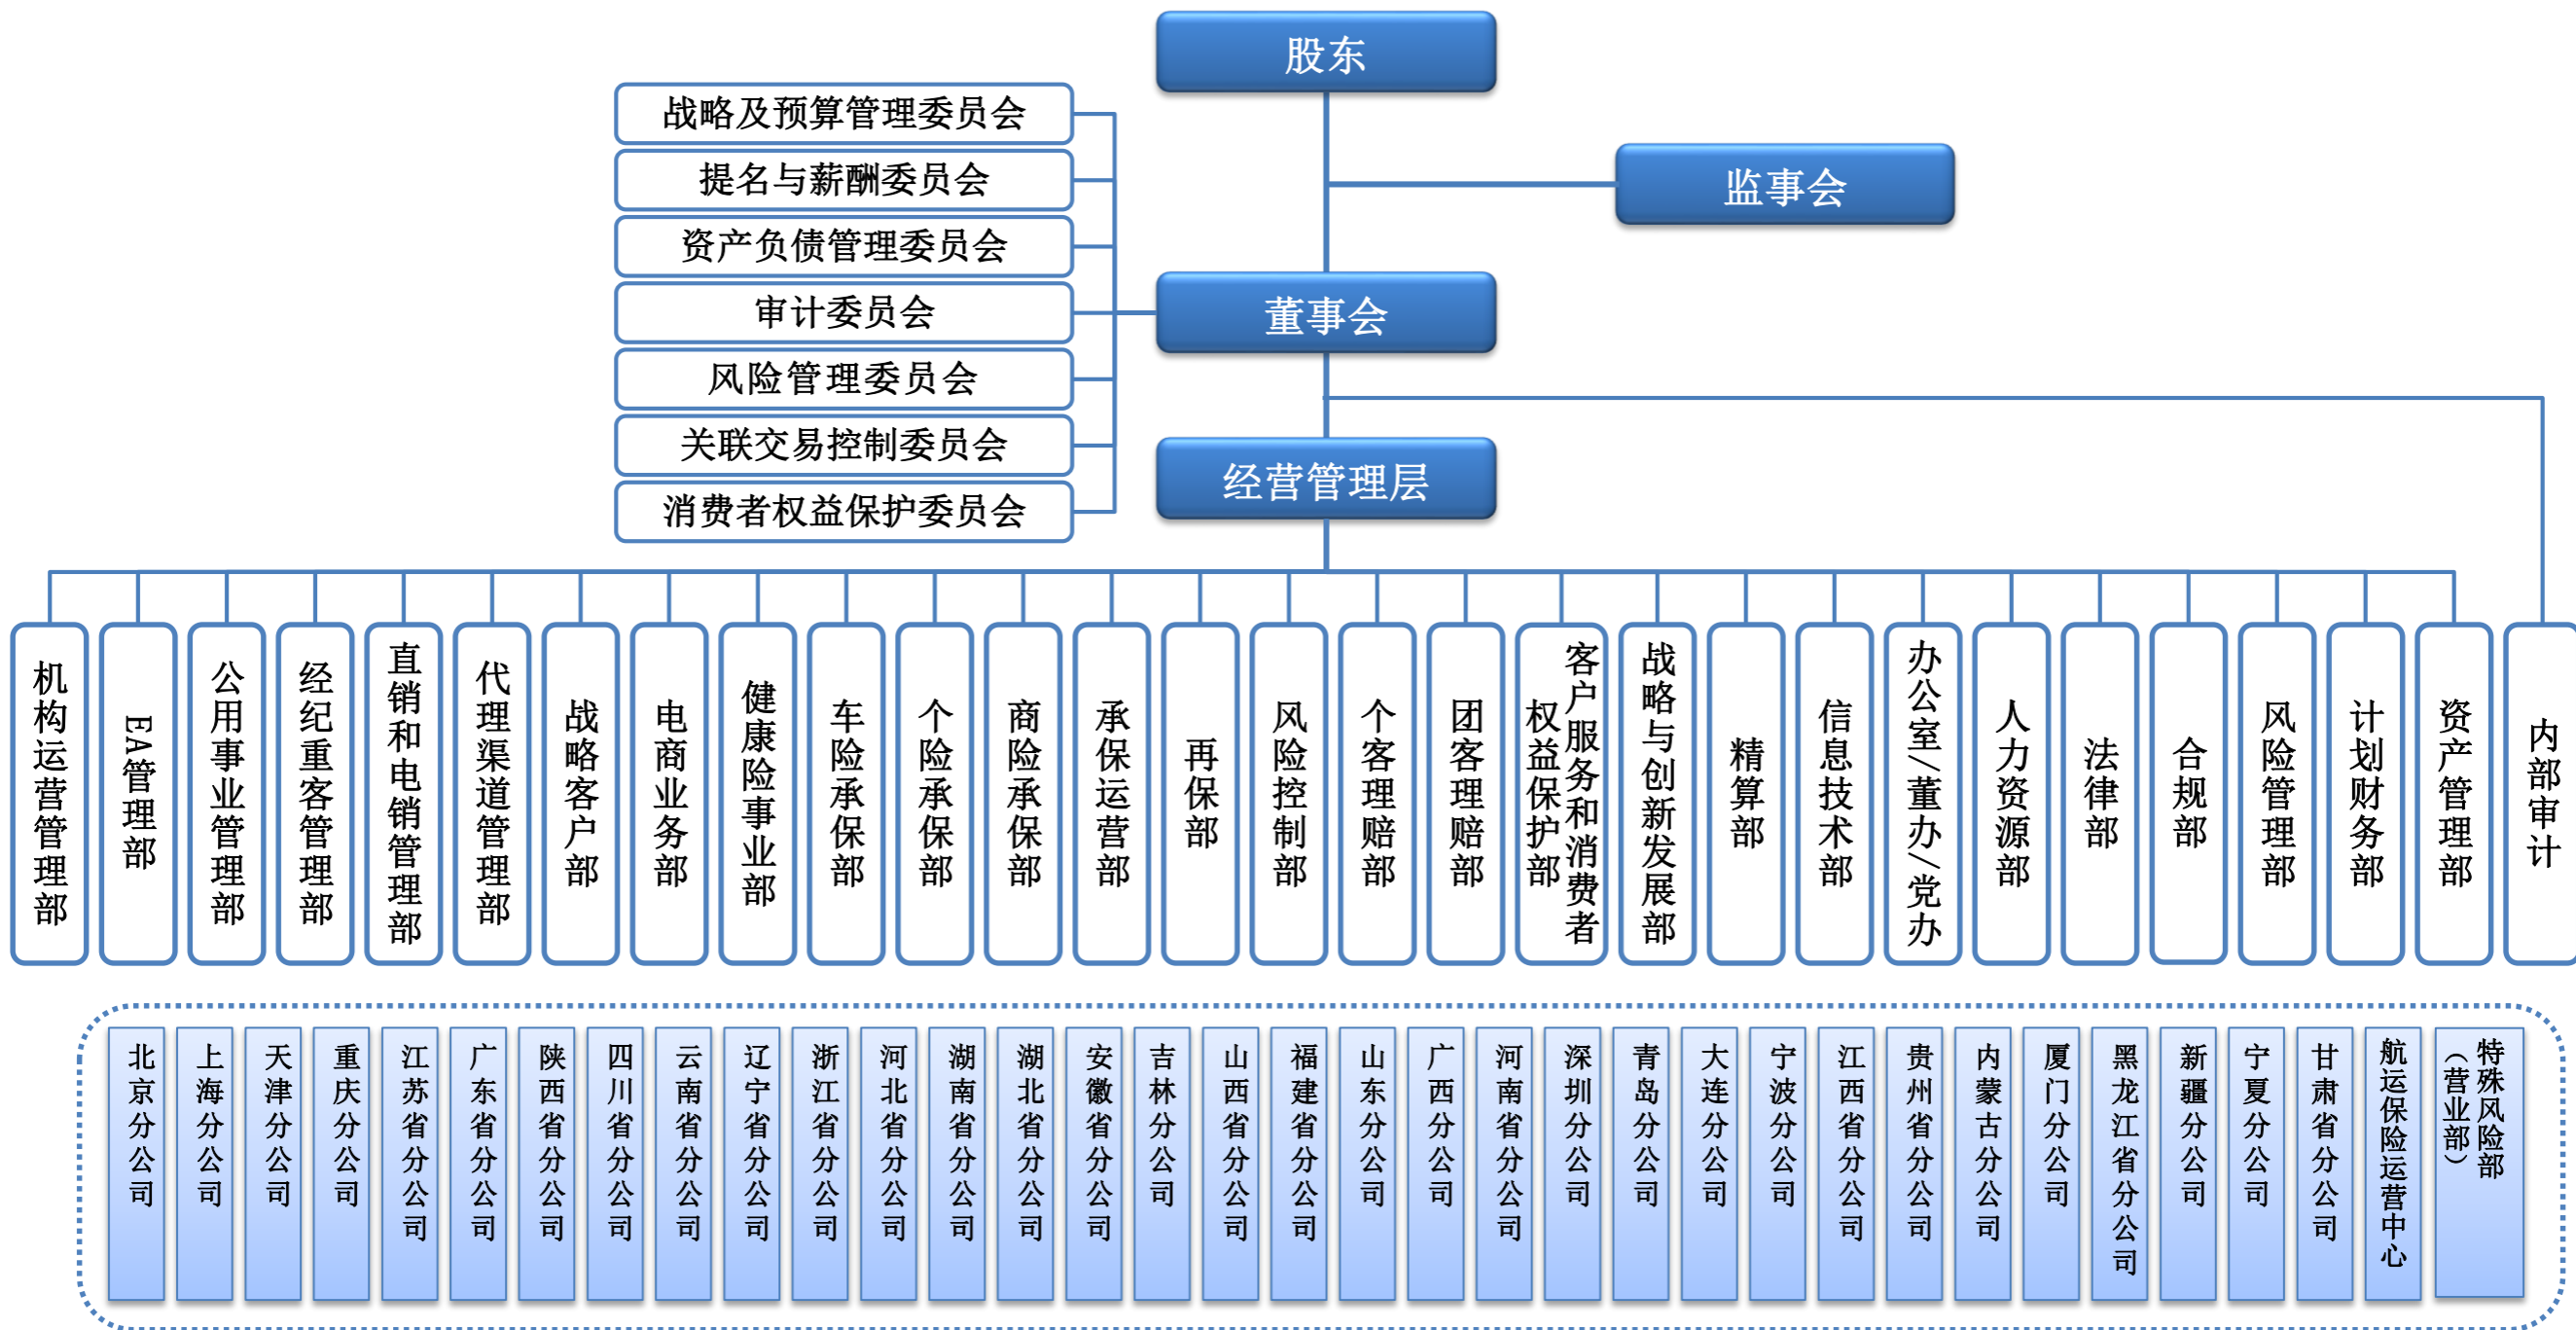 股东
监事会
战略及预算管理委员会
提名与薪酬委员会
资产负债管理委员会
审计委员会
风险管理委员会
关联交易控制委员会
消费者权益保护委员会
董事会
经营管理层
机构运营管理部
EA管理部
公用事业管理部
经纪重客管理部
直销和电销管理部
代理渠道管理部
战略客户部
电商业务部
健康险事业部
车险承保部
个险承保部
商险承保部
承保运营部
再保部
风险控制部
个客理赔部
团客理赔部
客户服务和消费者
权益保护部
战略与创新发展部
精算部
信息技术部
办公室/董办/党办
人力资源部
法律部
合规部
风险管理部
计划财务部
资产管理部
内部审计
北京分公司
上海分公司
天津分公司
重庆分公司
江苏省分公司
广东省分公司
陕西省分公司
四川省分公司
云南省分公司
辽宁省分公司
浙江省分公司
河北省分公司
湖南省分公司
湖北省分公司
安徽省分公司
吉林分公司
山西省分公司
福建省分公司
山东分公司
广西分公司
河南省分公司
深圳分公司
青岛分公司
大连分公司
宁波分公司
江西省分公司
贵州省分公司
内蒙古分公司
厦门分公司
黑龙江省分公司
新疆分公司
宁夏分公司
甘肃省分公司
航运保险运营中心
特殊风险部
（营业部）